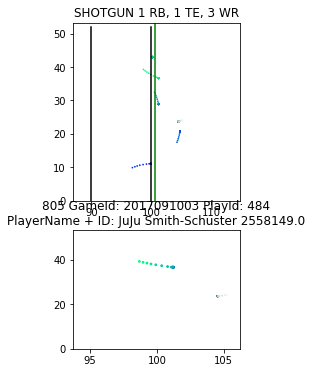 SHOTGUN 1 RB, 1 TE, 3 WR
50
40
30
20
10
0
90 100 110
805 GameId: 2017091003 PlayId: 484
PlayerName + ID: JuJu Smith-Schuster 2558149.0
40
20
0
95 100 105